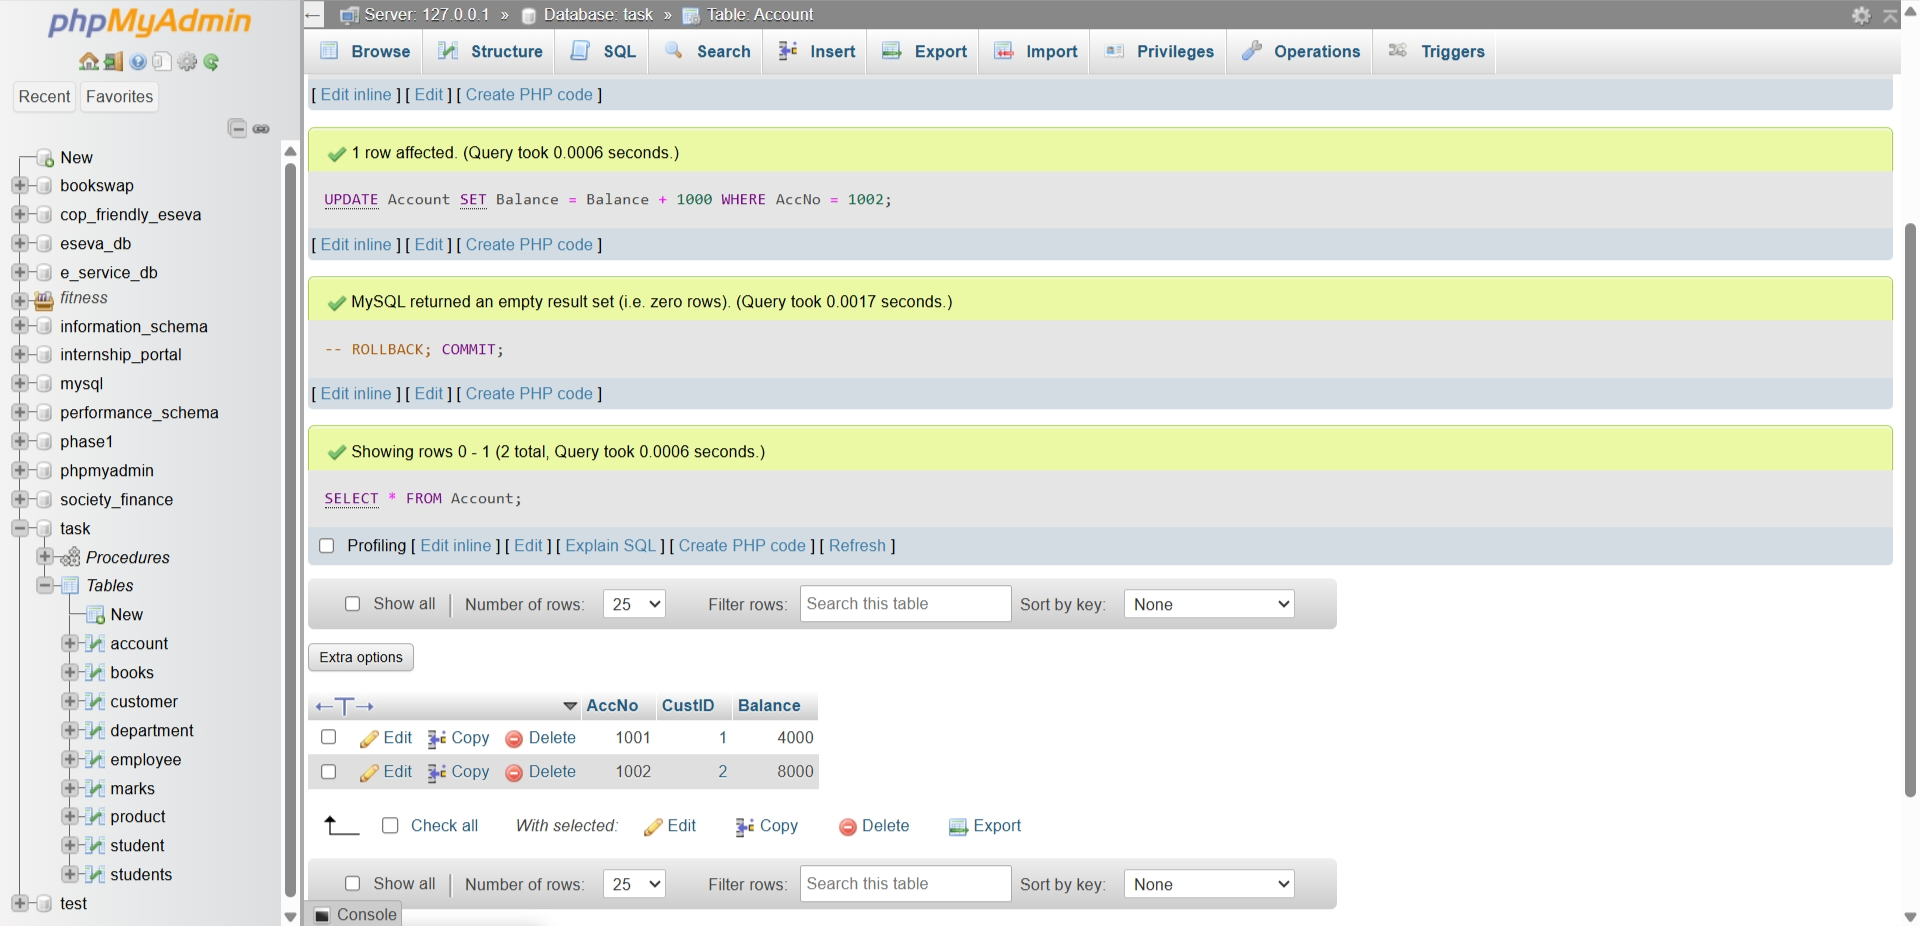 phpMyAdmin
Recent Favorites
New
bookswap
cop_friendly_eseva
eseva_db
e_service_db
fitness
information_schema
internship_portal
mysql
performance_schema
phase1
phpmyadmin
society_finance
task
Procedures
Tables
New
account
books
customer
department
employee
marks
product
student
students
test
Server: 127.0.0.1 » Database: task » Table: Account
Browse Structure SQL Search Insert Export Import Privileges Operations Triggers
[ Edit inline ] [ Edit ] [ Create PHP code ]
1 row affected. (Query took 0.0006 seconds.)
UPDATE Account SET Balance = Balance + 1000 WHERE AccNo = 1002;
[ Edit inline ] [ Edit ] [ Create PHP code ]
MySQL returned an empty result set (i.e. zero rows). (Query took 0.0017 seconds.)
-- ROLLBACK; COMMIT;
[ Edit inline ] [ Edit ] [ Create PHP code ]
Showing rows 0 - 1 (2 total, Query took 0.0006 seconds.)
SELECT * FROM Account;
Profiling [ Edit inline ] [ Edit ] [ Explain SQL ] [ Create PHP code ] [ Refresh ]
Show all Number of rows: 25 Filter rows: Search this table Sort by key: None
Extra options
AccNo CustID Balance
Edit Copy Delete 1001 1 4000
Edit Copy Delete 1002 2 8000
Check all With selected: Edit Copy Delete Export
Show all Number of rows: 25 Filter rows: Search this table Sort by key: None
Console